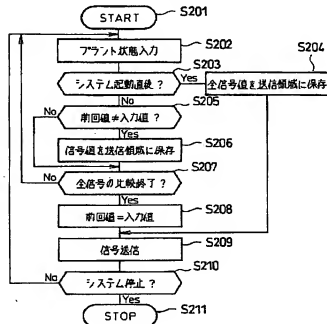 START
S201
プラント状態入力
S202
S203
システム起動直後?
Yes
S204
全信号値を送信領域に保存
No
S205
前回値≠入力値?
No
Yes
S206
信号値を送信領域に保存
S207
No
全信号の比較終了?
Yes
S208
前回値=入力値
S209
信号送信
S210
No
システム停止?
Yes
STOP
S211